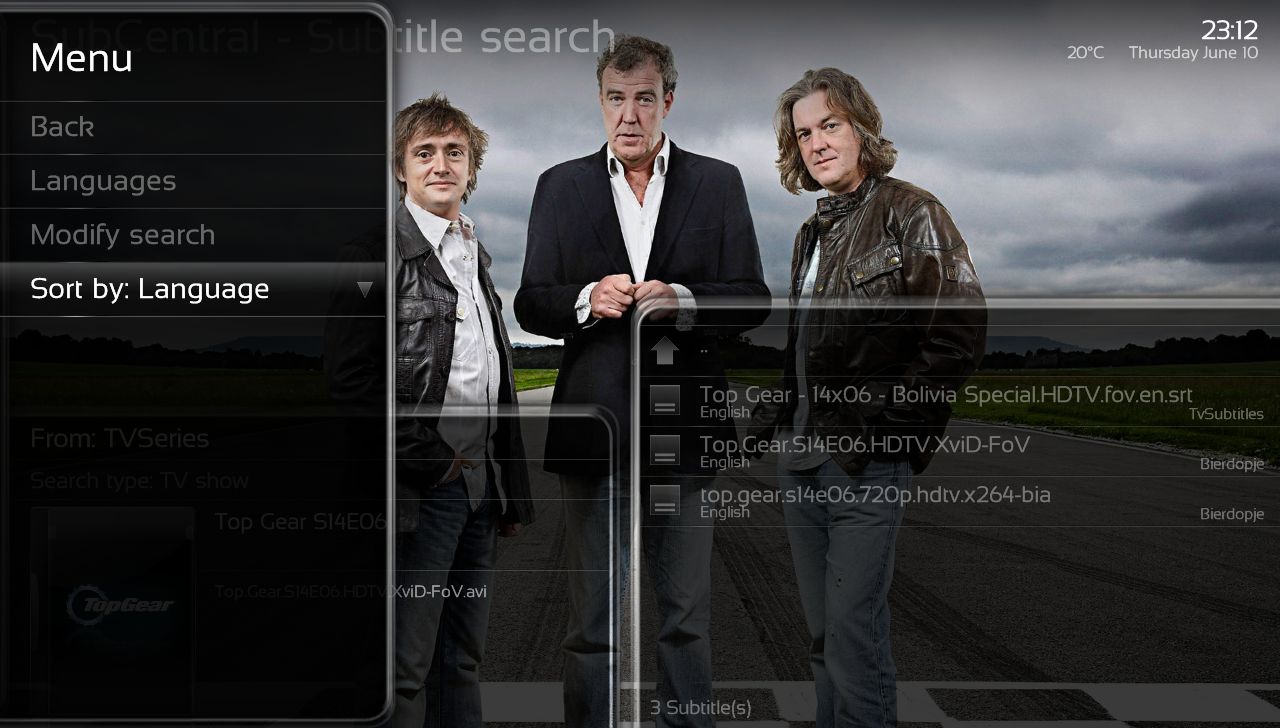 SubCentral - Subtitle search
23:12
20°C Thursday June 10
Menu
Back
Languages
Modify search
Sort by: Language
From: TVSeries
Search type: TV show
Top Gear S14E06
Top.Gear.S14E06.HDTV.XviD-FoV.avi
TopGear
..
Top Gear - 14x06 - Bolivia Special.HDTV.fov.en.srt
English
TvSubtitles
Top.Gear.S14E06.HDTV.XviD-FoV
English
Bierdopje
top.gear.s14e06.720p.hdtv.x264-bia
English
Bierdopje
3 Subtitle(s)